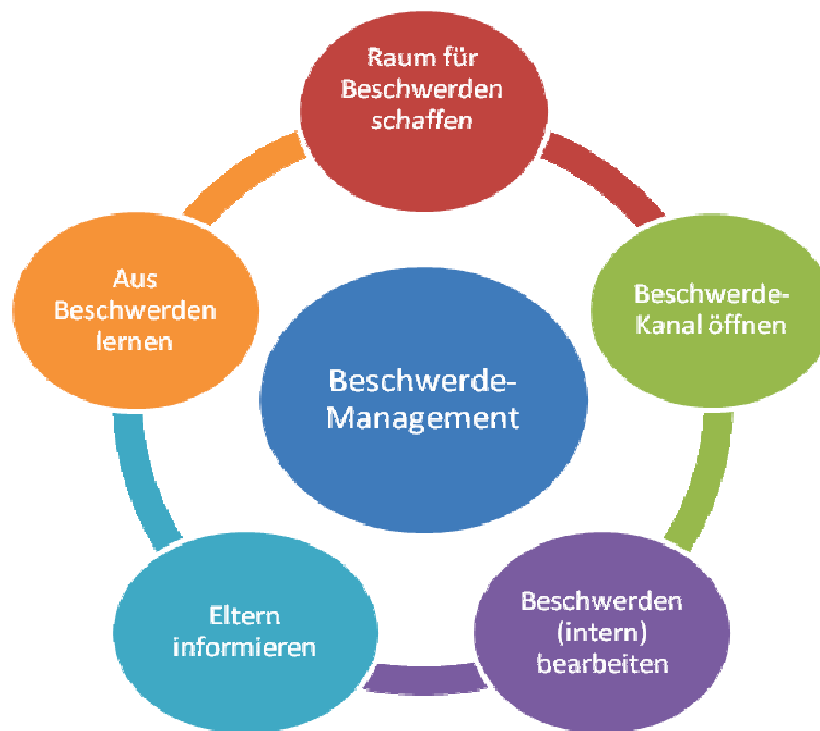 Raum für
Beschwerden
schaffen
Beschwerde-
Kanal öffnen
Beschwerden
(intern)
bearbeiten
Eltern
informieren
Aus
Beschwerden
lernen
Beschwerde-
Management